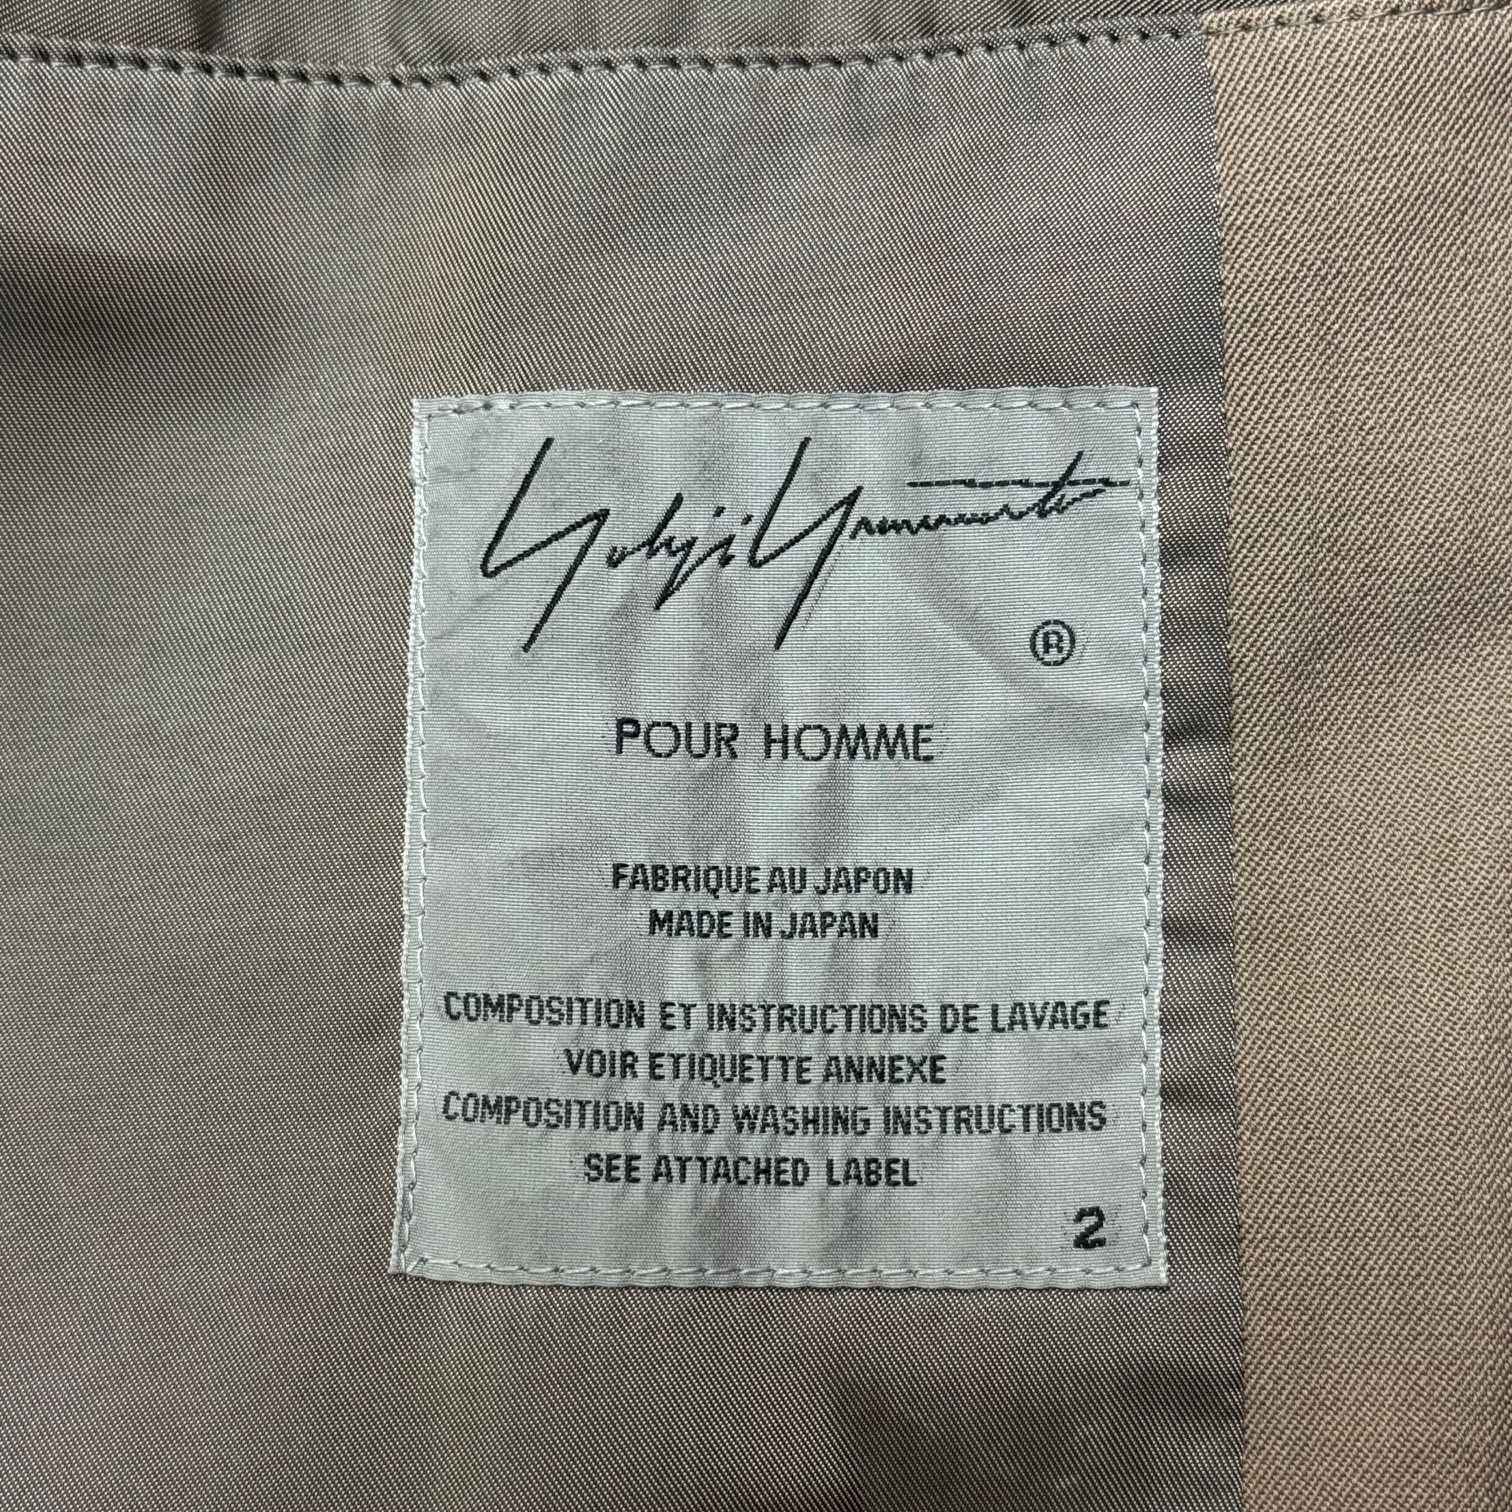 Yohji Yamamoto
®
POUR HOMME
FABRIQUE AU JAPON
MADE IN JAPAN
COMPOSITION ET INSTRUCTIONS DE LAVAGE
VOIR ETIQUETTE ANNEXE
COMPOSITION AND WASHING INSTRUCTIONS
SEE ATTACHED LABEL
2